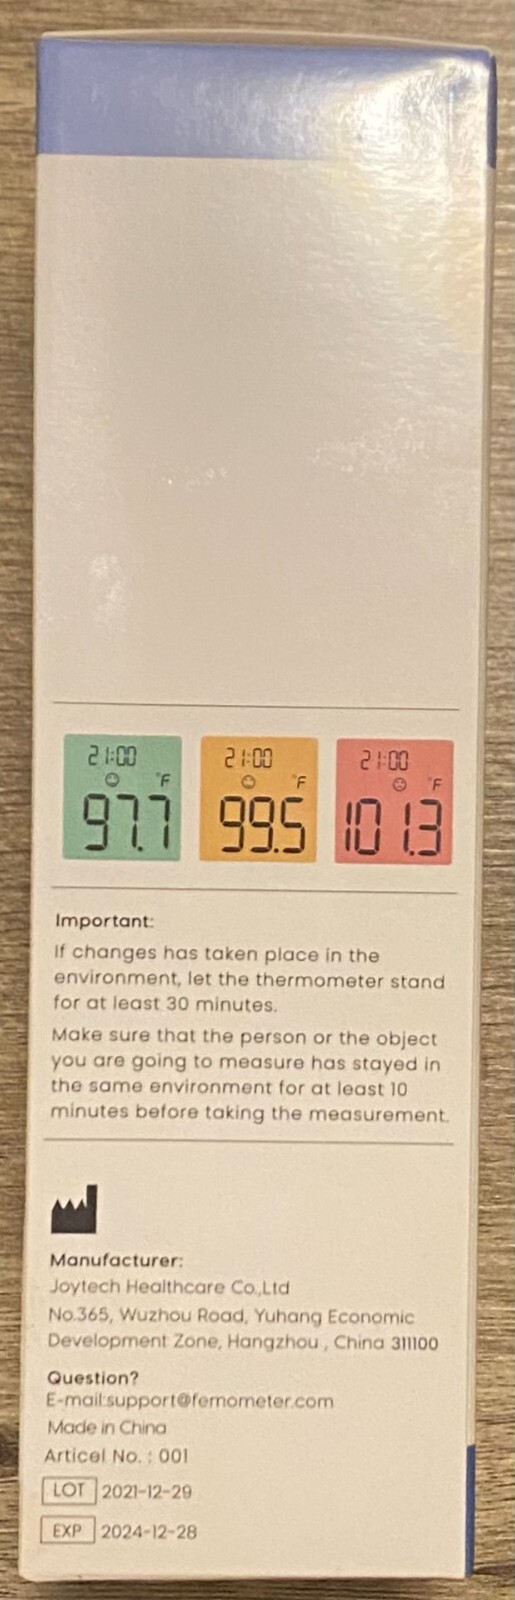 21:00 21:00 21:00
°F °F °F
97.7 99.5 101.3
Important:
If changes has taken place in the
environment, let the thermometer stand
for at least 30 minutes.
Make sure that the person or the object
you are going to measure has stayed in
the same environment for at least 10
minutes before taking the measurement.
Manufacturer:
Joytech Healthcare Co.,Ltd
No.365, Wuzhou Road, Yuhang Economic
Development Zone, Hangzhou , China 311100
Question?
E-mail:support@femometer.com
Made in China
Articel No. : 001
LOT 2021-12-29
EXP 2024-12-28